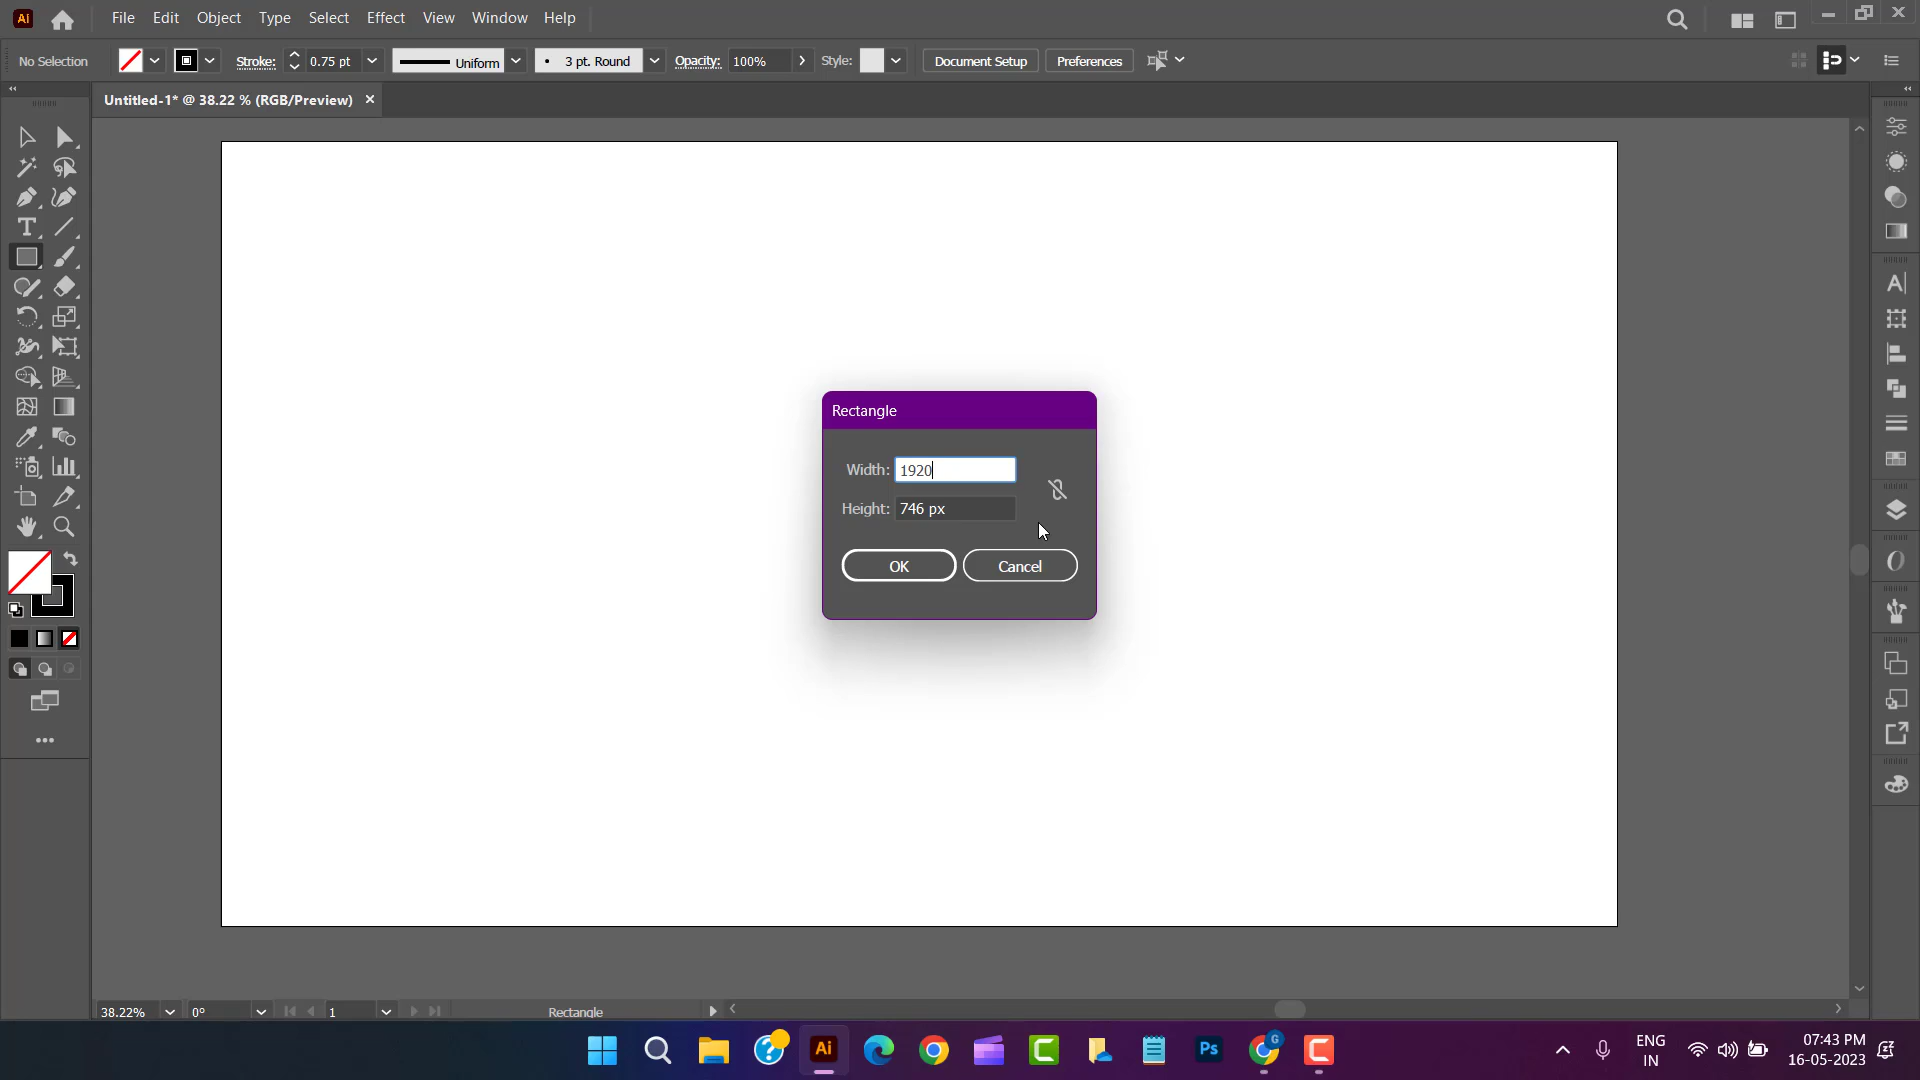 Ai File Edit Object Type Select Effect View Window Help
No Selection Stroke: 0.75 pt Uniform 3 pt. Round Opacity: 100% Style: Document Setup Preferences
Untitled-1* @ 38.22 % (RGB/Preview)
Rectangle
Width: 1920
Height: 746 px
OK Cancel
38.22% 0° 1 Rectangle
Ai Ps G
ENG
IN
07:43 PM
16-05-2023